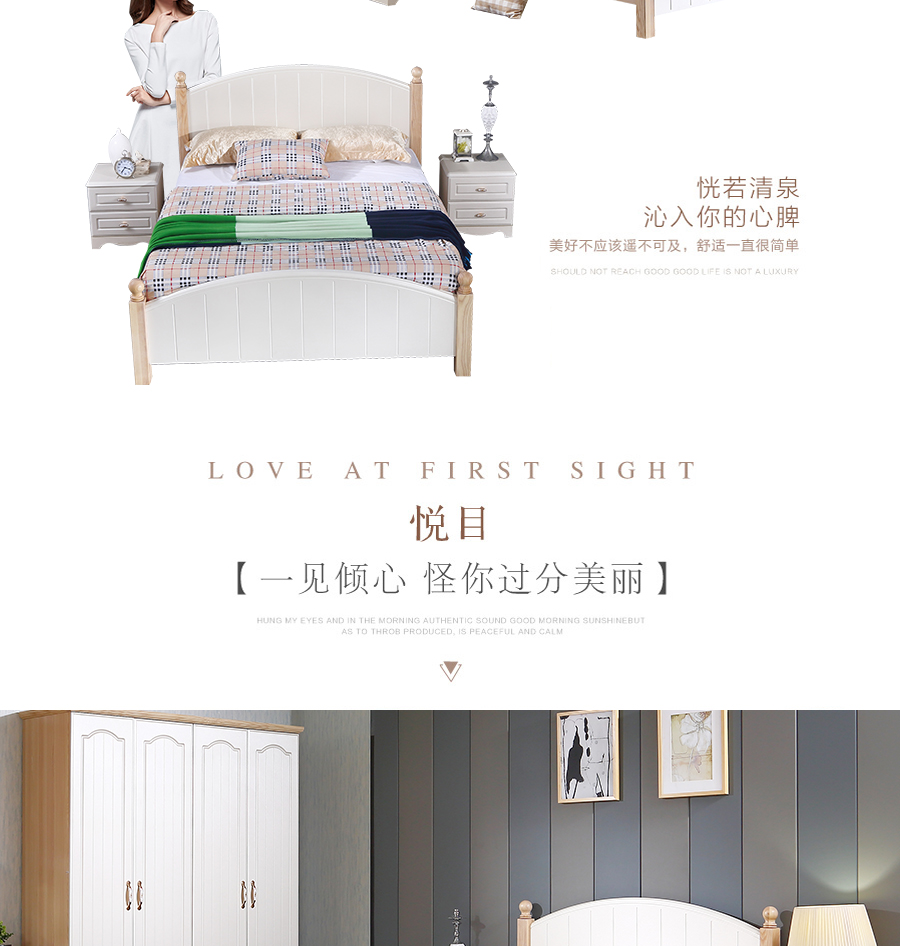 恍若清泉
沁入你的心脾
美好不应该遥不可及，舒适一直很简单
SHOULD NOT REACH GOOD GOOD LIFE IS NOT A LUXURY
LOVE AT FIRST SIGHT
悦目
【一见倾心 怪你过分美丽】
HUNG MY EYES AND IN THE MORNING AUTHENTIC SOUND GOOD MORNING SUNSHINEBUT
AS TO THROB PRODUCED, IS PEACEFUL AND CALM